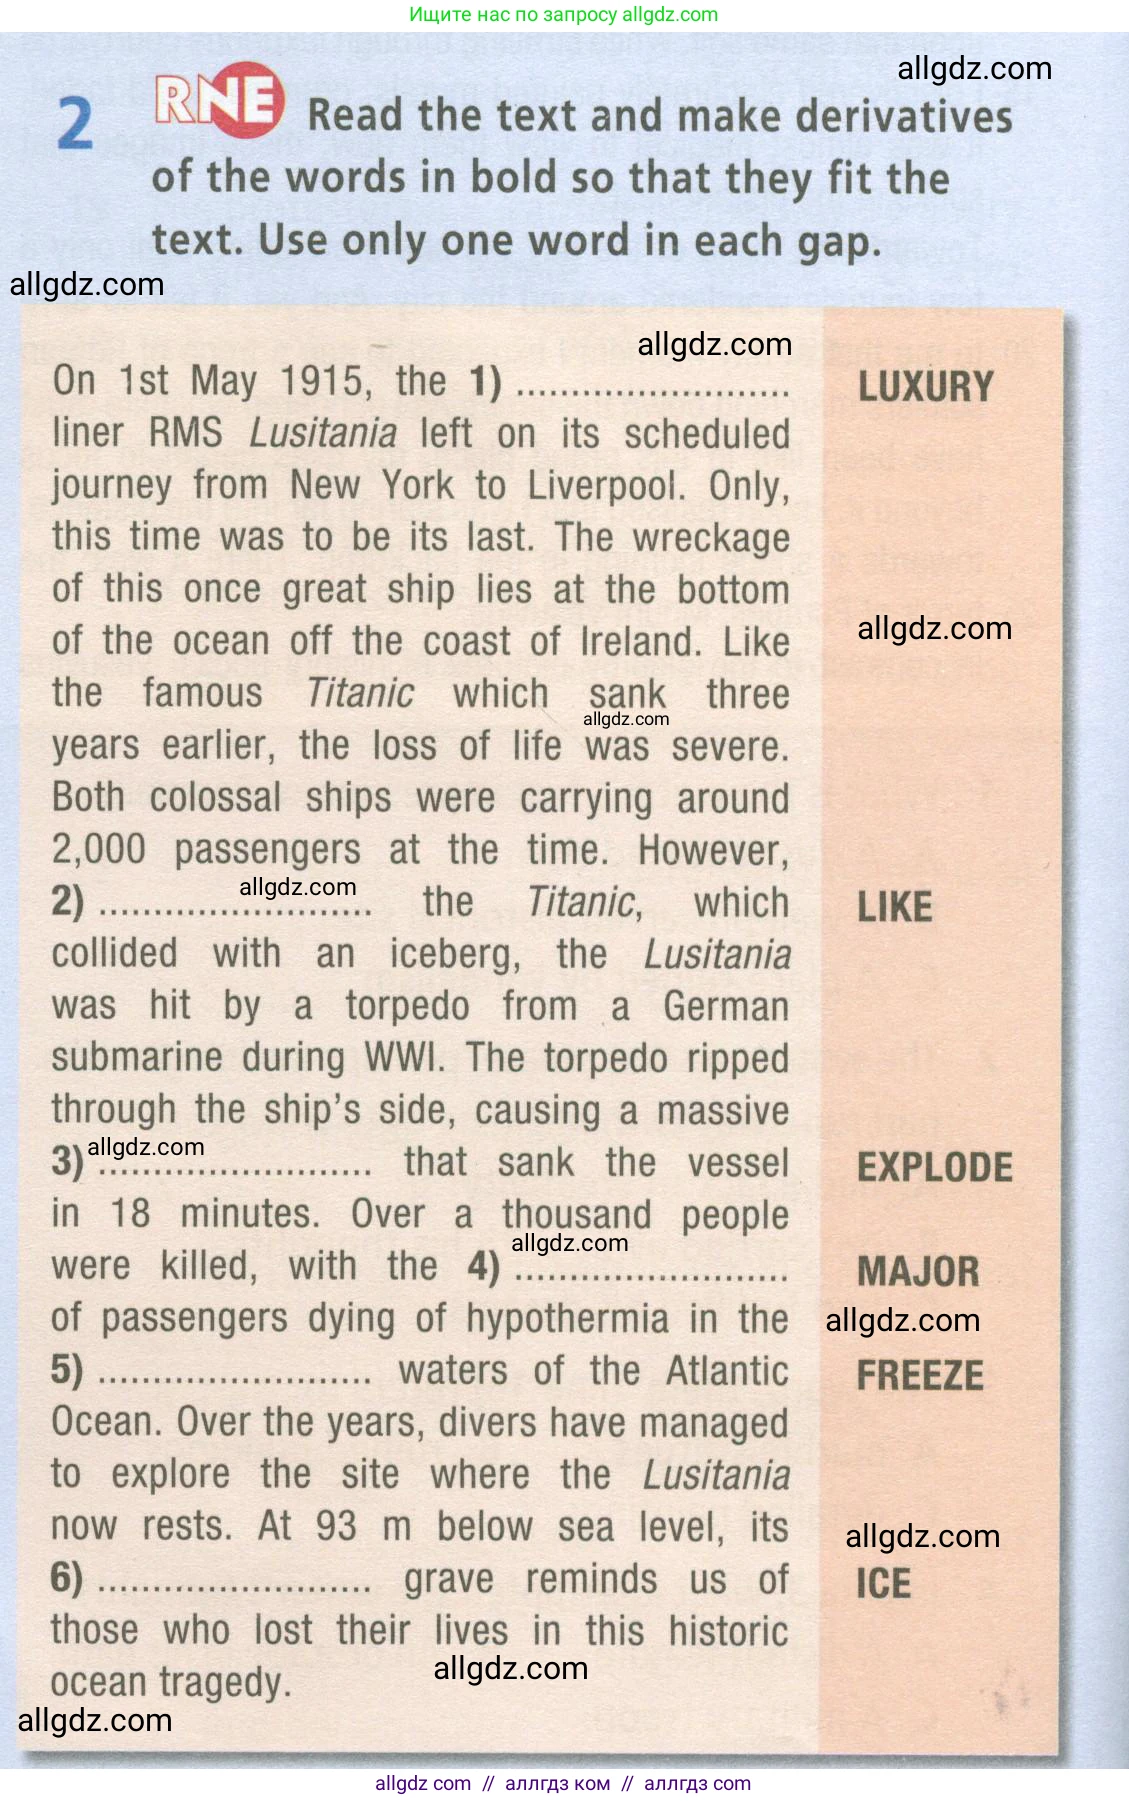 Ищите нас по запросу allgdz.com
allgdz.com
2 RNE Read the text and make derivatives
of the words in bold so that they fit the
text. Use only one word in each gap.
allgdz.com
allgdz.com
On 1st May 1915, the 1) ......................... LUXURY
liner RMS Lusitania left on its scheduled
journey from New York to Liverpool. Only,
this time was to be its last. The wreckage
of this once great ship lies at the bottom
of the ocean off the coast of Ireland. Like
allgdz.com
the famous Titanic which sank three
allgdz.com
years earlier, the loss of life was severe.
Both colossal ships were carrying around
2,000 passengers at the time. However,
allgdz.com
2) ......................... the Titanic, which LIKE
collided with an iceberg, the Lusitania
was hit by a torpedo from a German
submarine during WWI. The torpedo ripped
through the ship's side, causing a massive
allgdz.com
3) ......................... that sank the vessel EXPLODE
in 18 minutes. Over a thousand people
allgdz.com
were killed, with the 4) ......................... MAJOR
of passengers dying of hypothermia in the
allgdz.com
5) ......................... waters of the Atlantic FREEZE
Ocean. Over the years, divers have managed
to explore the site where the Lusitania
now rests. At 93 m below sea level, its
allgdz.com
6) ......................... grave reminds us of ICE
those who lost their lives in this historic
allgdz.com
ocean tragedy.
allgdz.com
allgdz com // аллгдз ком // аллгдз com